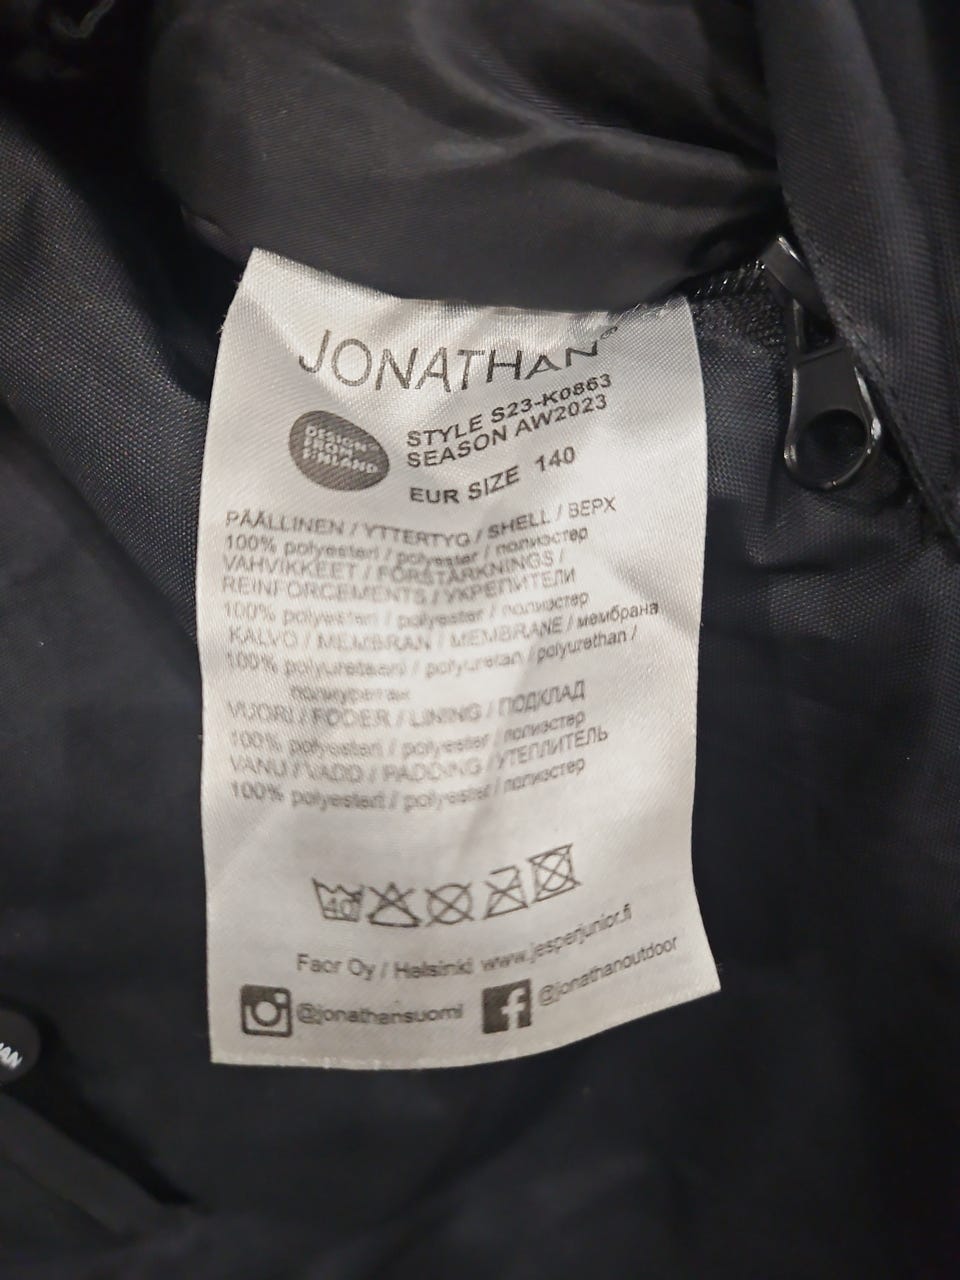 JONATHAN®
DESIGN
FROM
FINLAND
STYLE S23-K0863
SEASON AW2023
EUR SIZE 140
PÄÄLLINEN / YTTERTYG / SHELL / ВЕРХ
100% polyesteri / polyester / полиэстер
VAHVIKKEET / FÖRSTÄRKNINGS /
REINFORCEMENTS / УКРЕПИТЕЛИ
100% polyesteri / polyester / полиэстер
KALVO / MEMBRAN / MEMBRANE / мембрана
100% polyuretaani / polyuretan / polyurethan /
полиуретан
VUORI / FODER / LINING / ПОДКЛАД
100% polyesteri / polyester / полиэстер
VANU / VADD / PADDING / УТЕПЛИТЕЛЬ
100% polyesteri / polyester / полиэстер
40
Facr Oy / Helsinki www.jesperjunior.fi
@jonathansuomi
@jonathanoutdoor